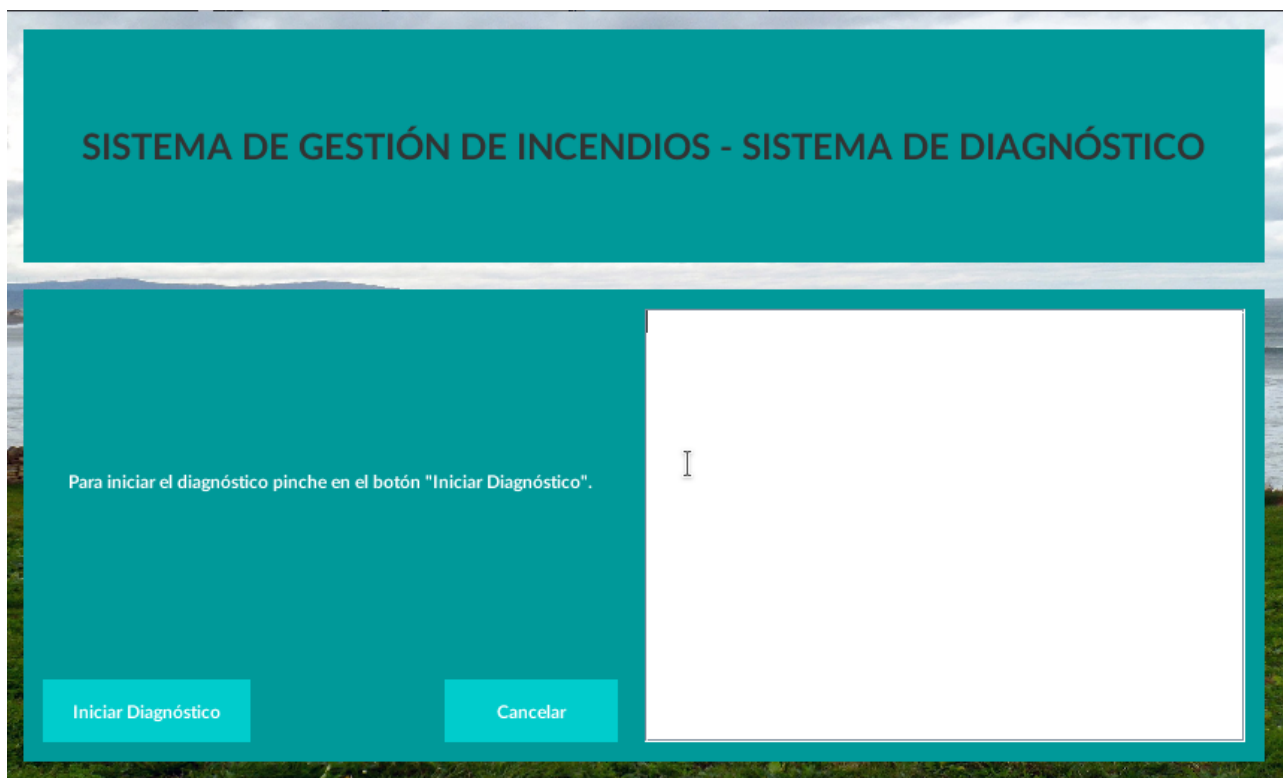 SISTEMA DE GESTIÓN DE INCENDIOS - SISTEMA DE DIAGNÓSTICO
Para iniciar el diagnóstico pinche en el botón "Iniciar Diagnóstico".
Iniciar Diagnóstico
Cancelar